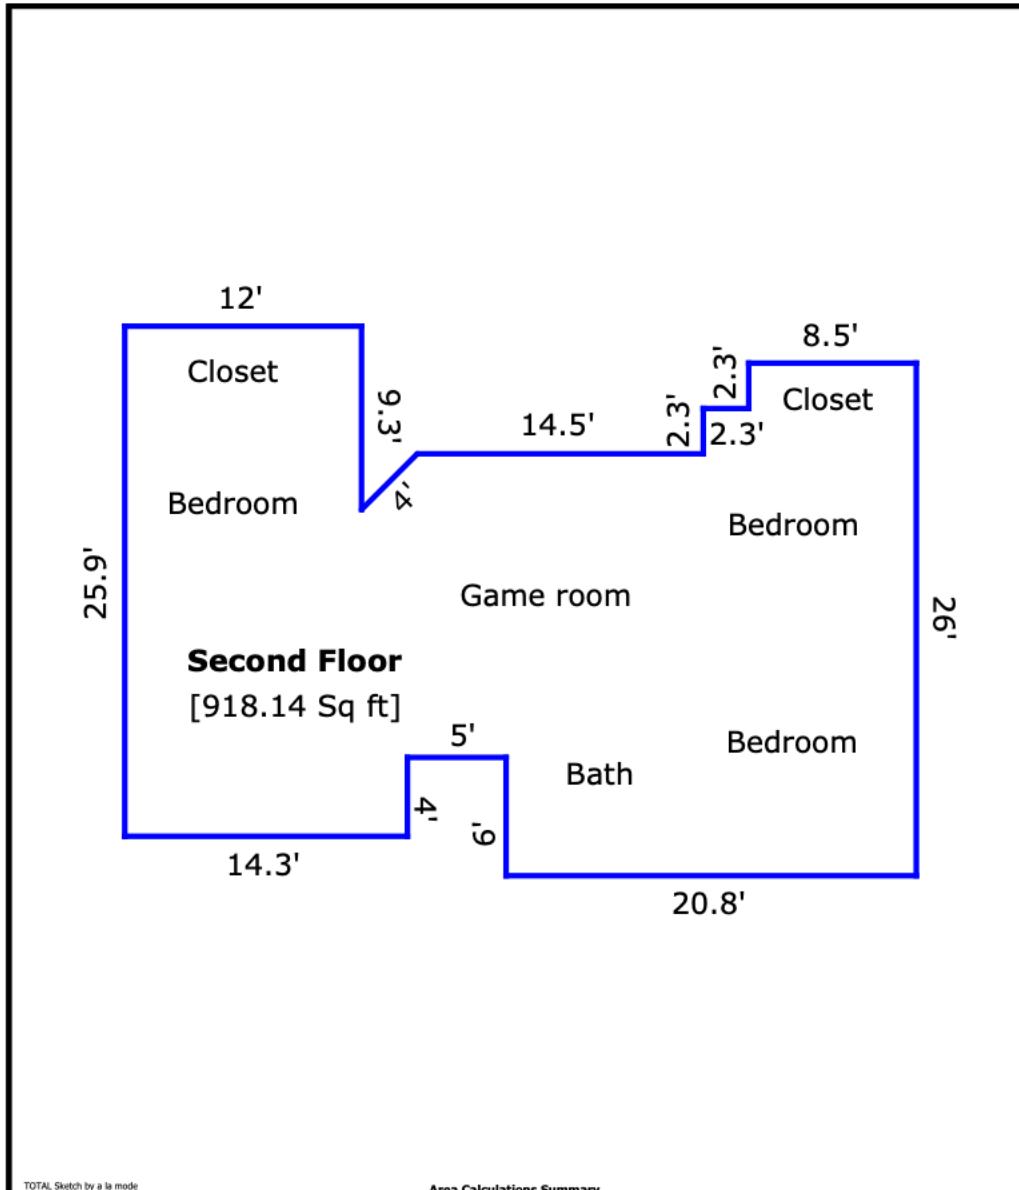 12'
8.5'
2.3'
Closet
9.3'
Closet
14.5'
2.3'
2.3'
4'
Bedroom
Bedroom
25.9'
Game room
26'
Second Floor
[918.14 Sq ft]
5'
Bedroom
Bath
4'
6'
14.3'
20.8'
TOTAL Sketch by a la mode
Area Calculations Summary